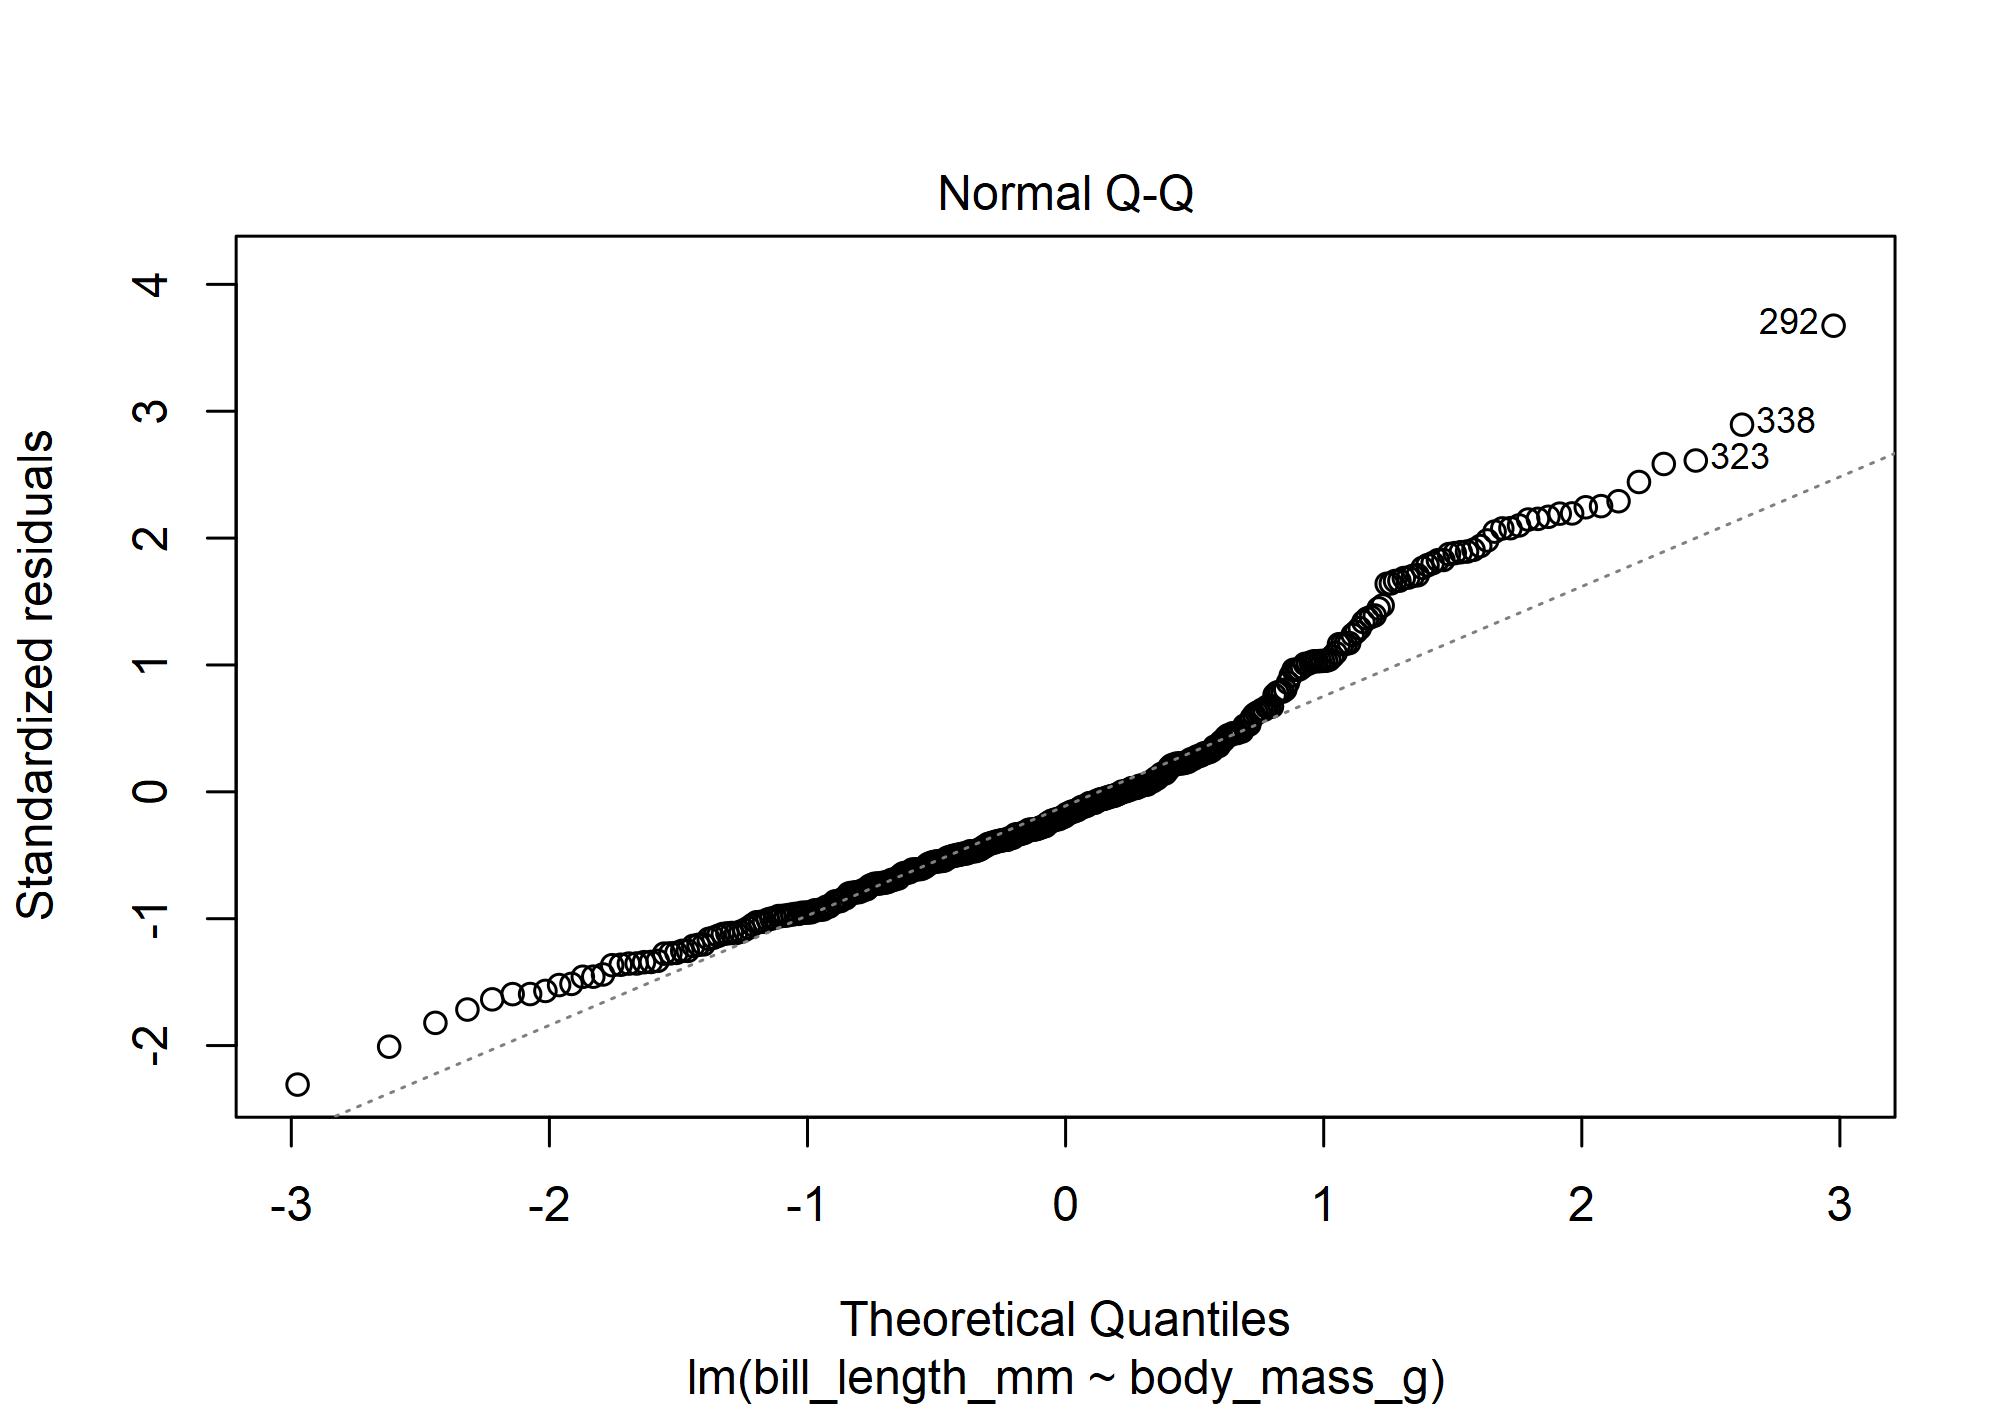 Normal Q-Q
Standardized residuals
4
3
2
1
0
-1
-2
292
338
323
-3 -2 -1 0 1 2 3
Theoretical Quantiles
lm(bill_length_mm ~ body_mass_g)